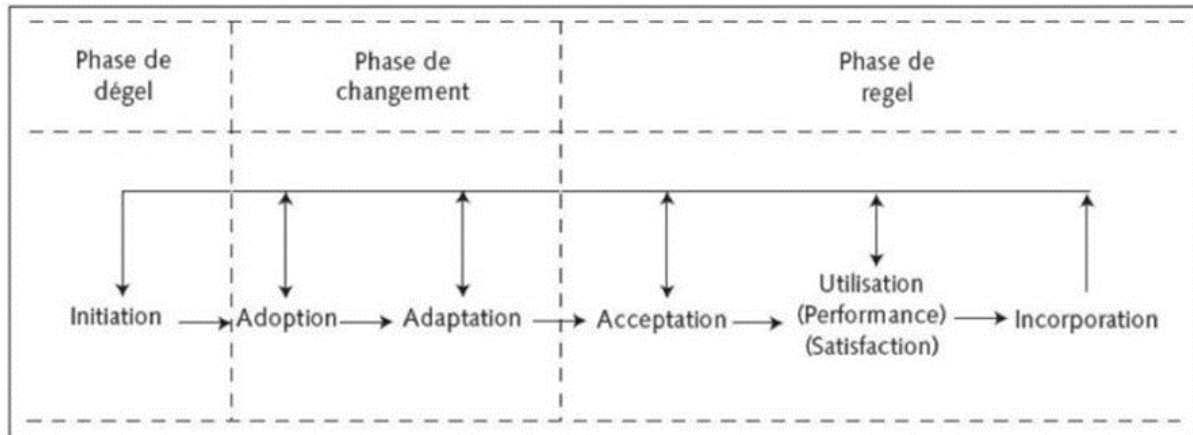 Phase de
dégel
Phase de
changement
Phase de
regel
Initiation
Adoption
Adaptation
Acceptation
Utilisation
(Performance)
(Satisfaction)
Incorporation